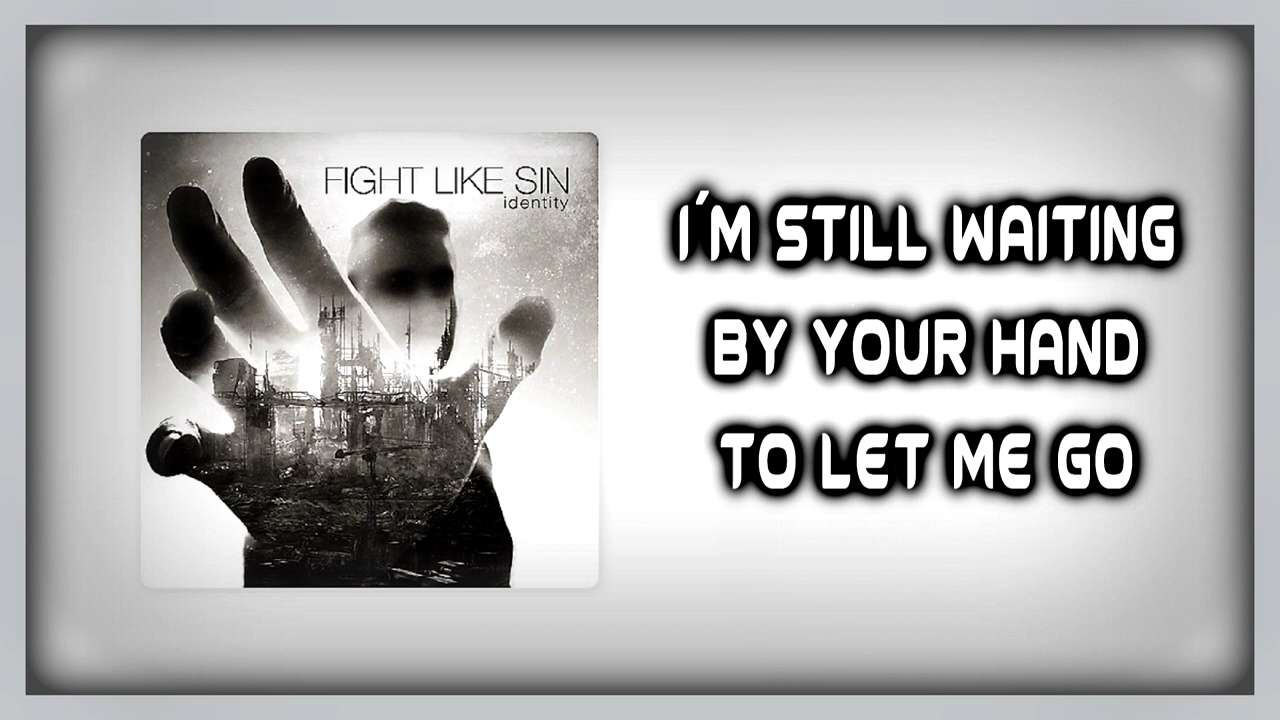 FIGHT LIKE SIN
identity
I´M STILL WAITING
BY YOUR HAND
TO LET ME GO